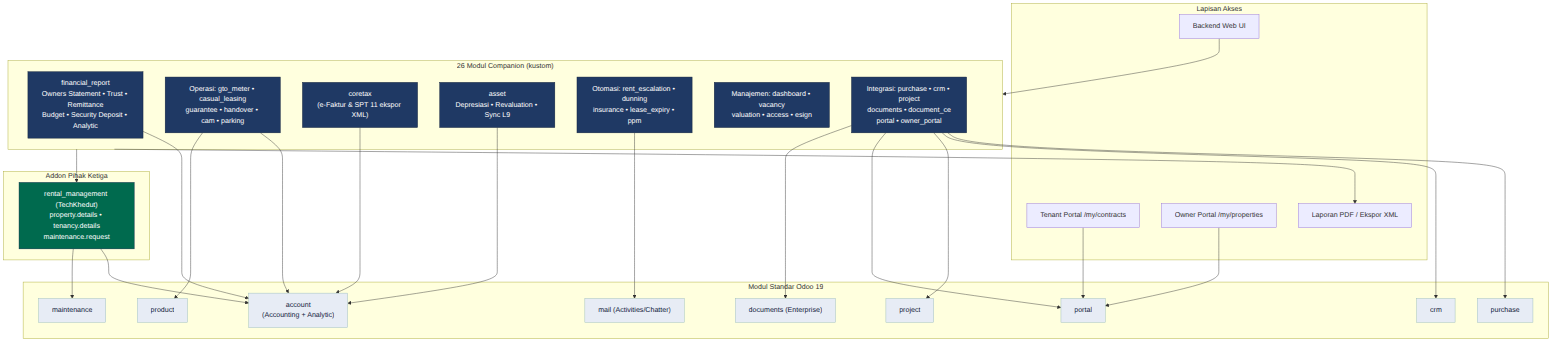 Lapisan Akses
Backend Web UI
26 Modul Companion (kustom)
financial_report
Owners Statement • Trust •
Remittance
Budget • Security Deposit •
Analytic
Operasi: gto_meter •
casual_leasing
guarantee • handover •
cam • parking
coretax
(e-Faktur & SPT 11 ekspor
XML)
asset
Depresiasi • Revaluation •
Sync L9
Otomasi: rent_escalation •
dunning
insurance • lease_expiry •
ppm
Manajemen: dashboard •
vacancy
valuation • access • esign
Integrasi: purchase • crm •
project
documents • document_ce
portal • owner_portal
Addon Pihak Ketiga
rental_management
(TechKhedut)
property.details •
tenancy.details
maintenance.request
Tenant Portal /my/contracts
Owner Portal /my/properties
Laporan PDF / Ekspor XML
Modul Standar Odoo 19
maintenance
product
account
(Accounting + Analytic)
mail (Activities/Chatter)
documents (Enterprise)
project
portal
crm
purchase